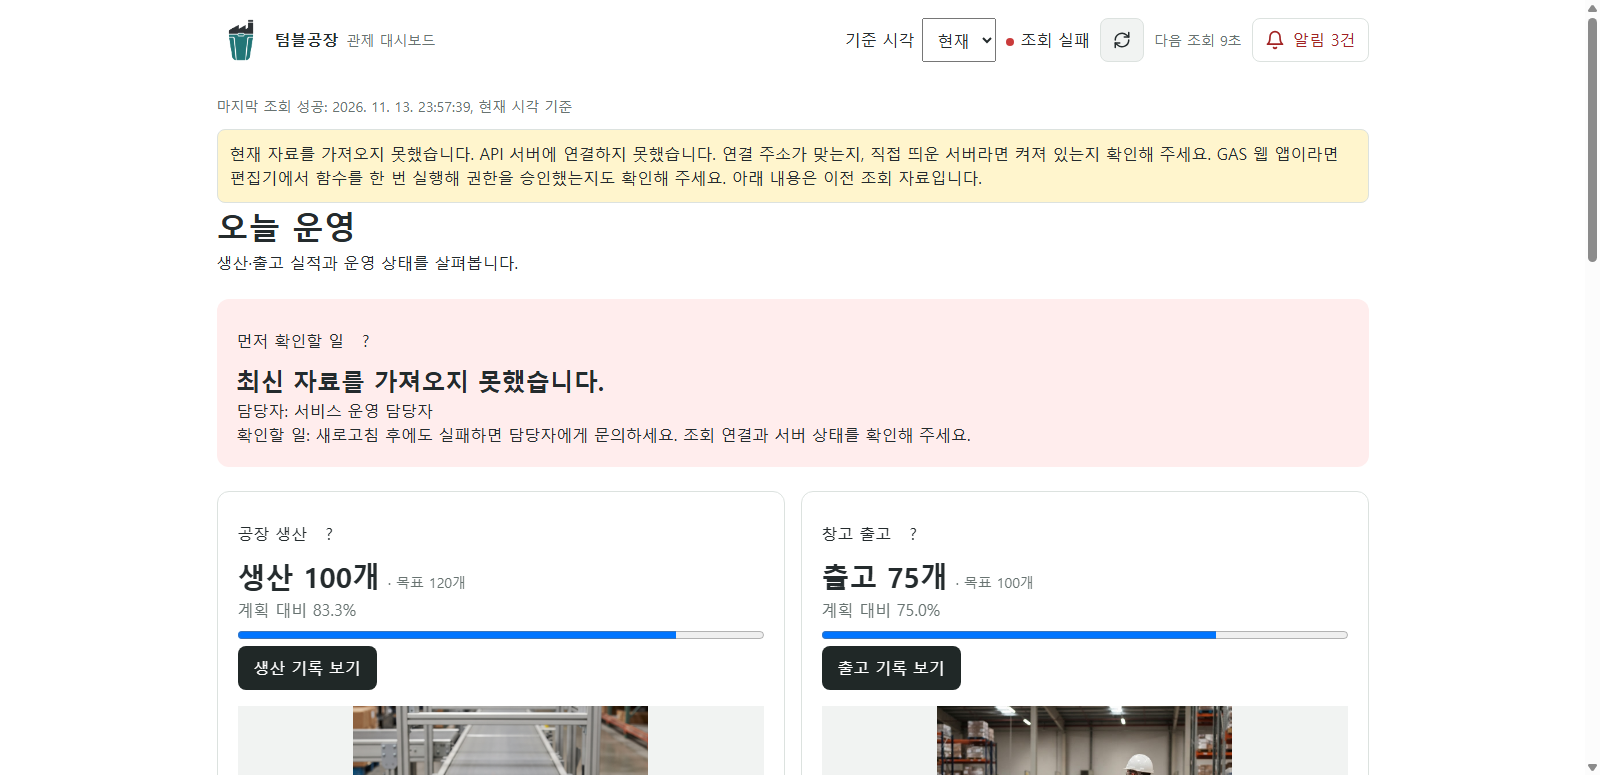 텀블공장 관제 대시보드
기준 시각 현재 조회 실패 다음 조회 9초 알림 3건
마지막 조회 성공: 2026. 11. 13. 23:57:39, 현재 시각 기준
현재 자료를 가져오지 못했습니다. API 서버에 연결하지 못했습니다. 연결 주소가 맞는지, 직접 띄운 서버라면 켜져 있는지 확인해 주세요. GAS 웹 앱이라면
편집기에서 함수를 한 번 실행해 권한을 승인했는지도 확인해 주세요. 아래 내용은 이전 조회 자료입니다.
오늘 운영
생산·출고 실적과 운영 상태를 살펴봅니다.
먼저 확인할 일 ?
최신 자료를 가져오지 못했습니다.
담당자: 서비스 운영 담당자
확인할 일: 새로고침 후에도 실패하면 담당자에게 문의하세요. 조회 연결과 서버 상태를 확인해 주세요.
공장 생산 ?
생산 100개 · 목표 120개
계획 대비 83.3%
생산 기록 보기
창고 출고 ?
출고 75개 · 목표 100개
계획 대비 75.0%
출고 기록 보기